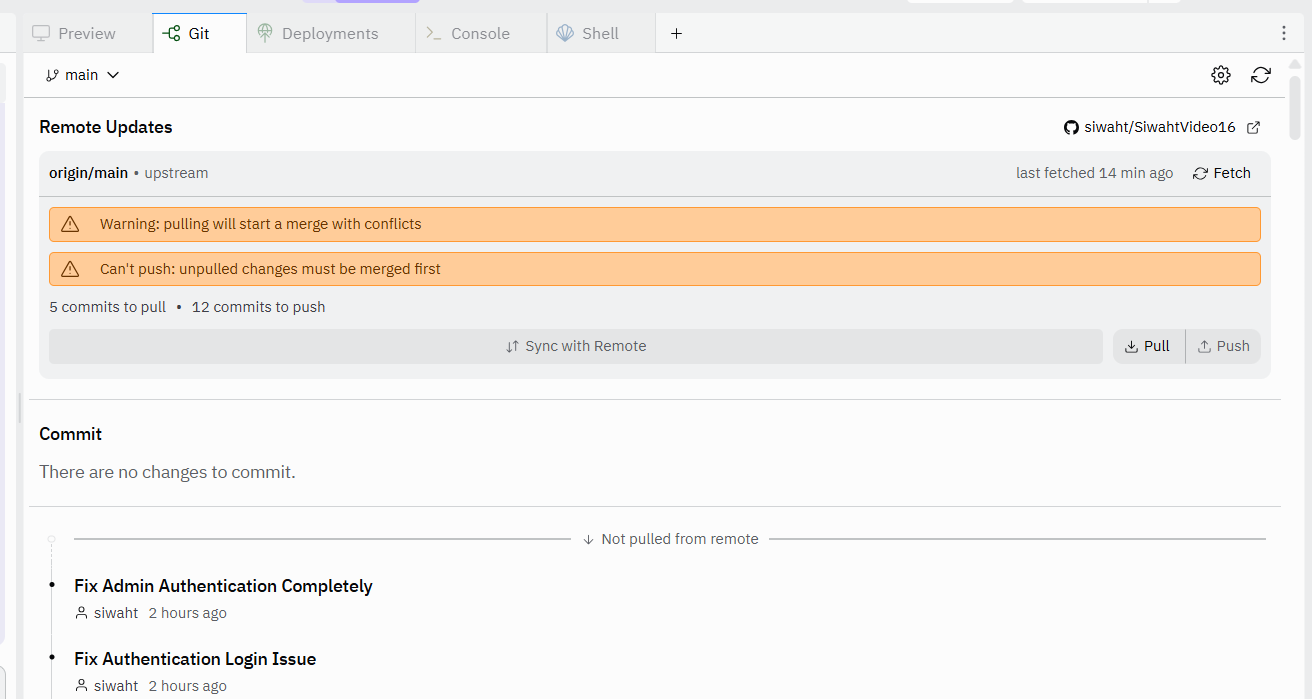 Preview Git Deployments Console Shell
main
Remote Updates siwaht/SiwahtVideo16
origin/main • upstream last fetched 14 min ago Fetch
Warning: pulling will start a merge with conflicts
Can't push: unpulled changes must be merged first
5 commits to pull • 12 commits to push
Sync with Remote Pull Push
Commit
There are no changes to commit.
Not pulled from remote
Fix Admin Authentication Completely
siwaht 2 hours ago
Fix Authentication Login Issue
siwaht 2 hours ago